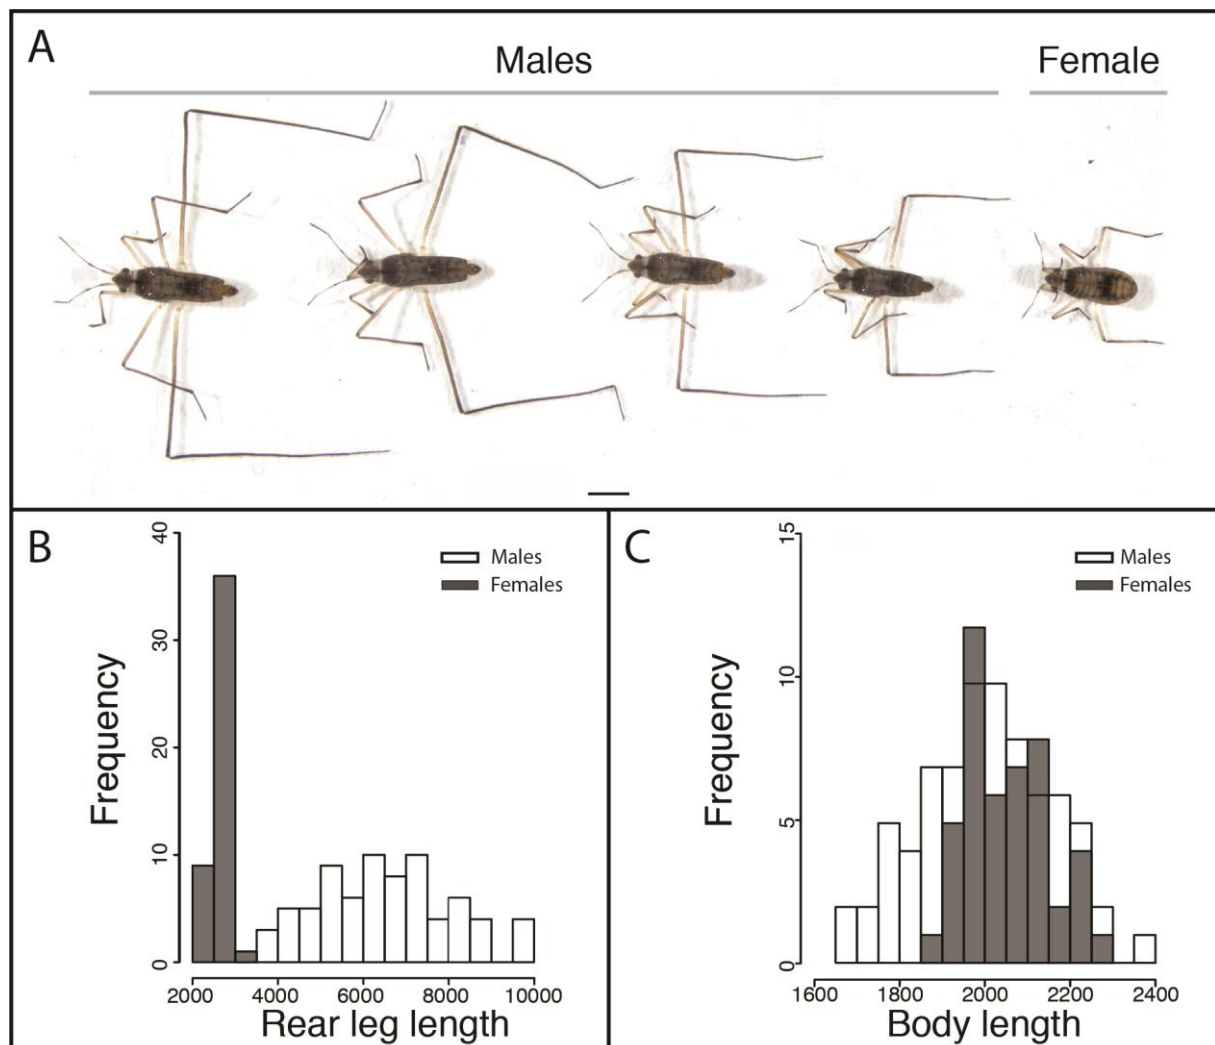 A
Males
Female
B
40
30
20
10
0
Frequency
Males
Females
2000
4000
6000
8000
10000
Rear leg length
C
15
10
5
0
Frequency
Males
Females
1600
1800
2000
2200
2400
Body length